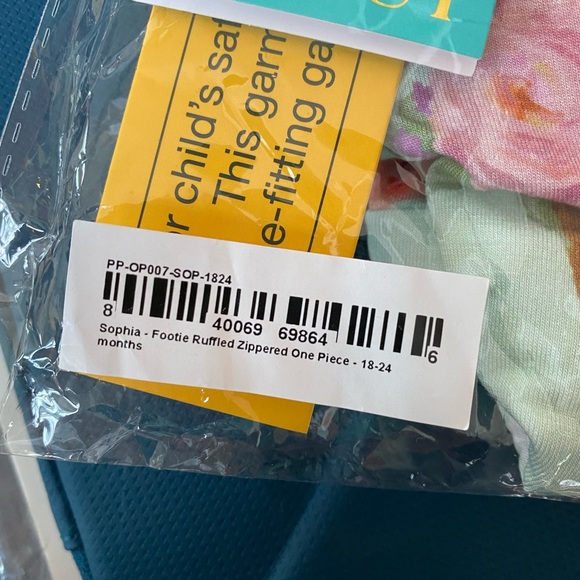 r child's saf
This garm
e-fitting ga
PP-OP007-SOP-1824
8 40069 69864 6
Sophia - Footie Ruffled Zippered One Piece - 18-24
months